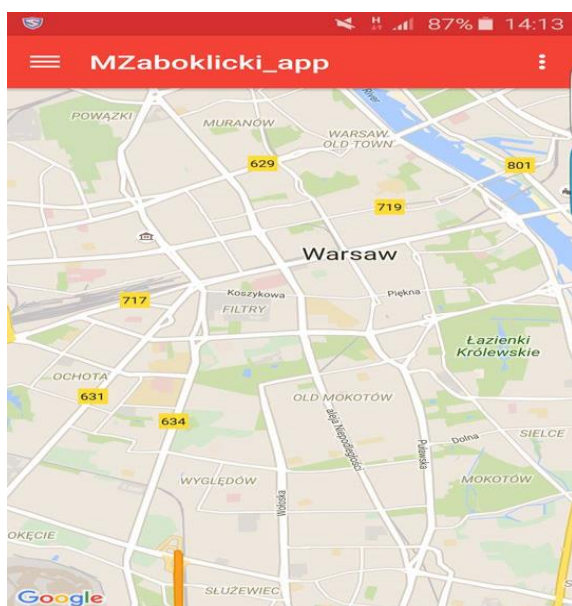 87% 14:13
MZaboklicki_app
River
POWĄZKI
MURANÓW
WARSAW
OLD TOWN
629
801
719
Warsaw
717
Koszykowa
Piękna
FILTRY
Łazienki
Królewskie
OCHOTA
631
OLD MOKOTÓW
634
aleja Niepodległości
Puławska
Dolna
SIELCE
WYGLĘDÓW
Wołoska
MOKOTÓW
OKĘCIE
SŁUŻEWIEC
Google